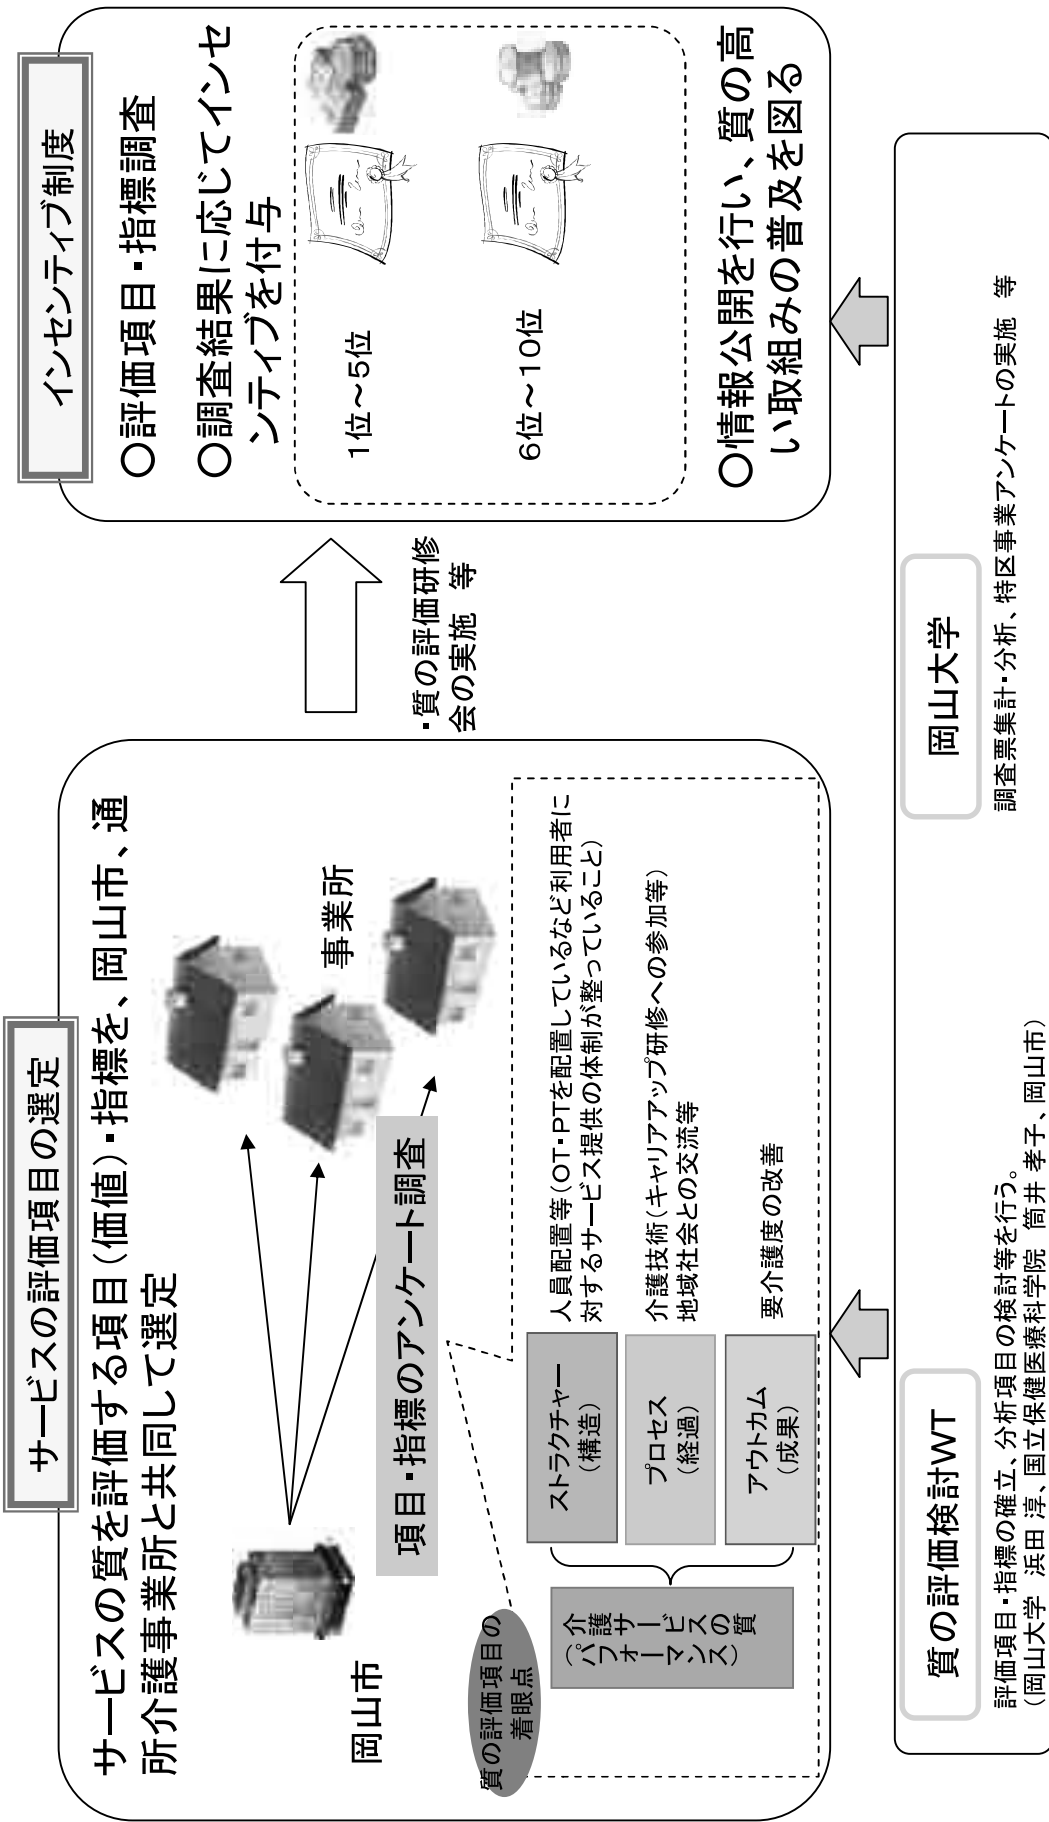 サービスの評価項目の選定
サービスの質を評価する項目（価値）・指標を、岡山市、通
所介護事業所と共同して選定
岡山市
事業所
項目・指標のアンケート調査
質の評価項目の
着眼点
介護サービスの質
（パフォーマンス）
ストラクチャー
（構造）
人員配置等（OT・PTを配置しているなど利用者に
対するサービス提供の体制が整っていること）
プロセス
（経過）
介護技術（キャリアアップ研修への参加等）
地域社会との交流等
アウトカム
（成果）
要介護度の改善
・質の評価研修
会の実施　等
インセンティブ制度
○評価項目・指標調査
○調査結果に応じてインセ
ンティブを付与
1位～5位
6位～10位
○情報公開を行い、質の高
い取組みの普及を図る
質の評価検討WT
評価項目・指標の確立、分析項目の検討等を行う。
（岡山大学　浜田 淳、国立保健医療科学院　筒井 孝子、岡山市）
岡山大学
調査票集計・分析、特区事業アンケートの実施　等